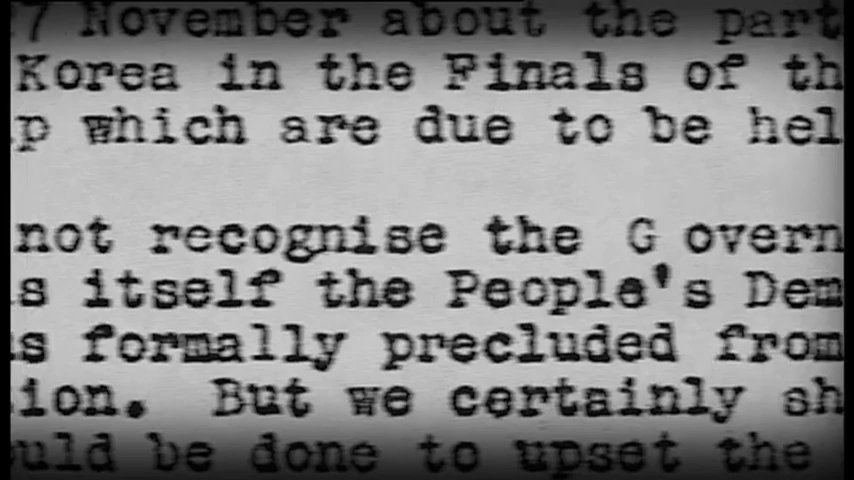 7 November about the part
Korea in the Finals of th
p which are due to be hel
not recognise the G overn
s itself the People's Dem
s formally precluded from
ion. But we certainly sh
uld be done to upset the